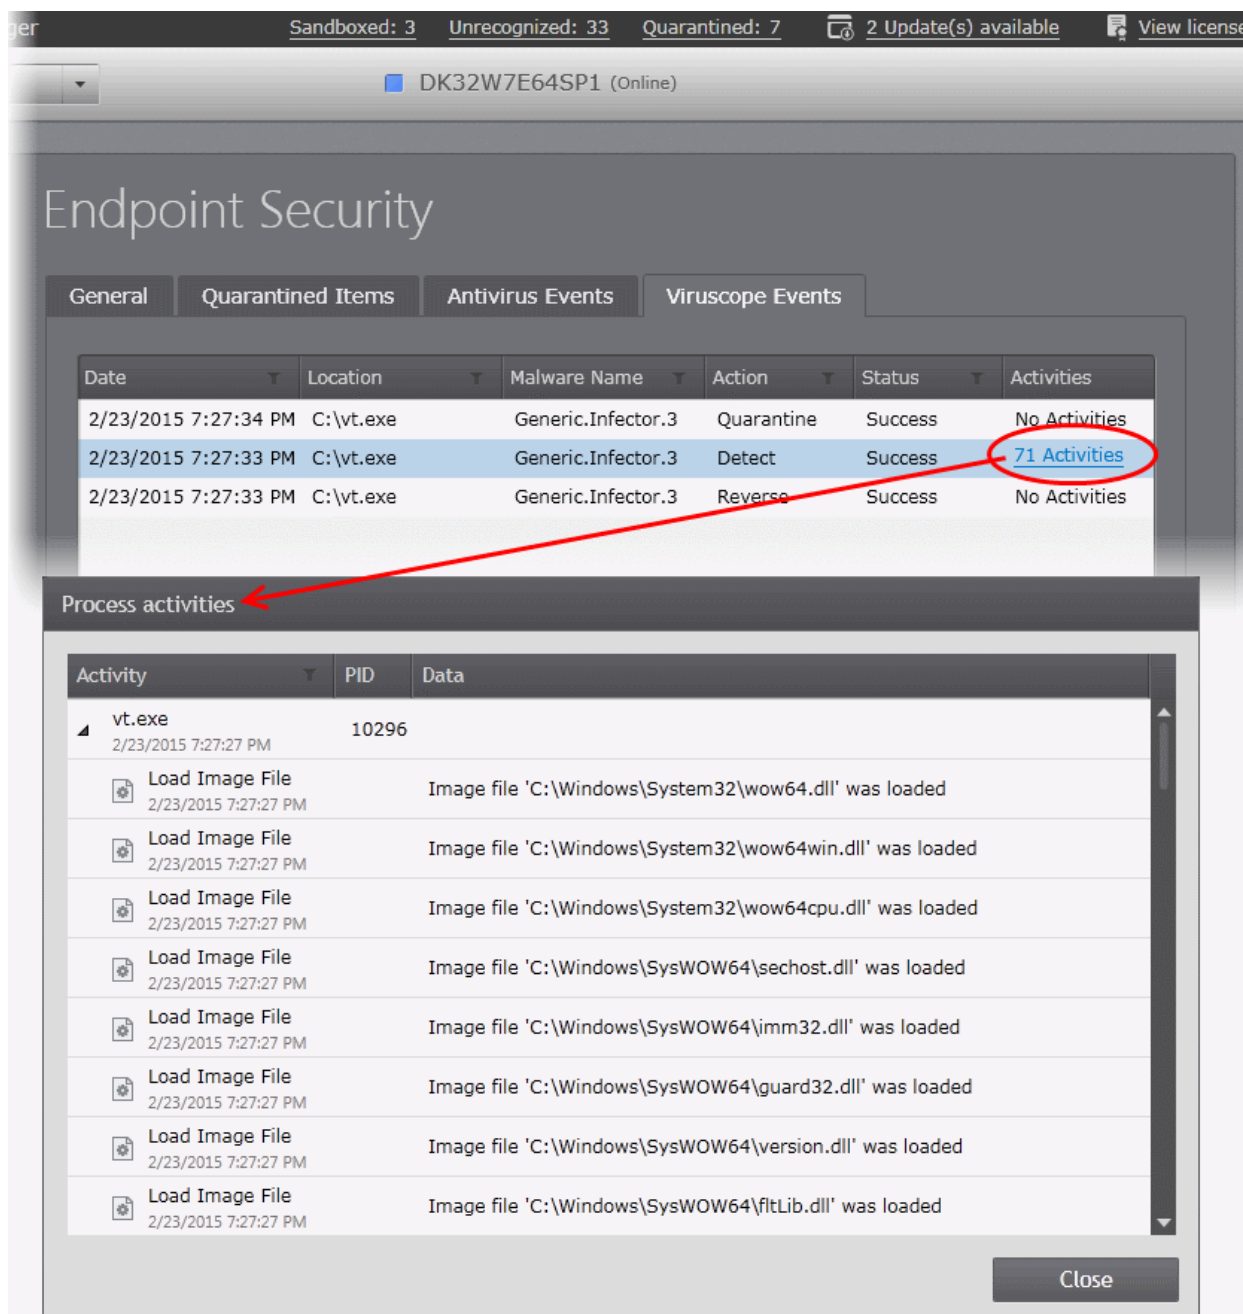 Sandboxed: 3 Unrecognized: 33 Quarantined: 7 2 Update(s) available View license
DK32W7E64SP1 (Online)
Endpoint Security
General Quarantined Items Antivirus Events Viruscope Events
Date Location Malware Name Action Status Activities
2/23/2015 7:27:34 PM C:\vt.exe Generic.Infector.3 Quarantine Success No Activities
2/23/2015 7:27:33 PM C:\vt.exe Generic.Infector.3 Detect Success 71 Activities
2/23/2015 7:27:33 PM C:\vt.exe Generic.Infector.3 Reverse Success No Activities
Process activities
Activity PID Data
vt.exe 10296
2/23/2015 7:27:27 PM
Load Image File Image file 'C:\Windows\System32\wow64.dll' was loaded
2/23/2015 7:27:27 PM
Load Image File Image file 'C:\Windows\System32\wow64win.dll' was loaded
2/23/2015 7:27:27 PM
Load Image File Image file 'C:\Windows\System32\wow64cpu.dll' was loaded
2/23/2015 7:27:27 PM
Load Image File Image file 'C:\Windows\SysWOW64\sechost.dll' was loaded
2/23/2015 7:27:27 PM
Load Image File Image file 'C:\Windows\SysWOW64\imm32.dll' was loaded
2/23/2015 7:27:27 PM
Load Image File Image file 'C:\Windows\SysWOW64\guard32.dll' was loaded
2/23/2015 7:27:27 PM
Load Image File Image file 'C:\Windows\SysWOW64\version.dll' was loaded
2/23/2015 7:27:27 PM
Load Image File Image file 'C:\Windows\SysWOW64\fltLib.dll' was loaded
2/23/2015 7:27:27 PM
Close